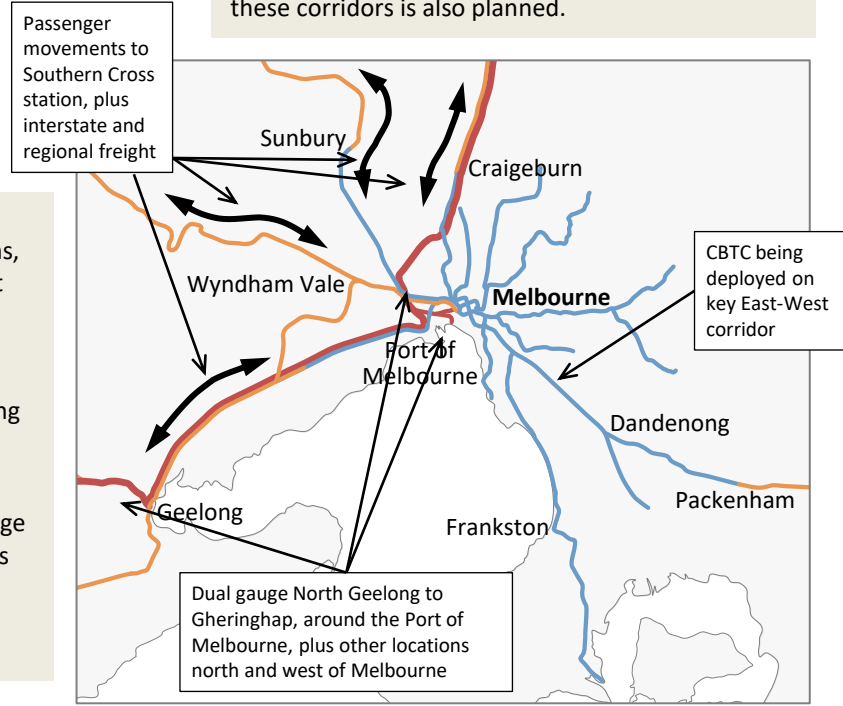 these corridors is also planned.
Passenger
movements to
Southern Cross
station, plus
interstate and
regional freight
Sunbury
Craigeburn
Wyndham Vale
Melbourne
CBTC being
deployed on
key East-West
corridor
Port of
Melbourne
Dandenong
Packenham
Geelong
Frankston
Dual gauge North Geelong to
Gheringhap, around the Port of
Melbourne, plus other locations
north and west of Melbourne